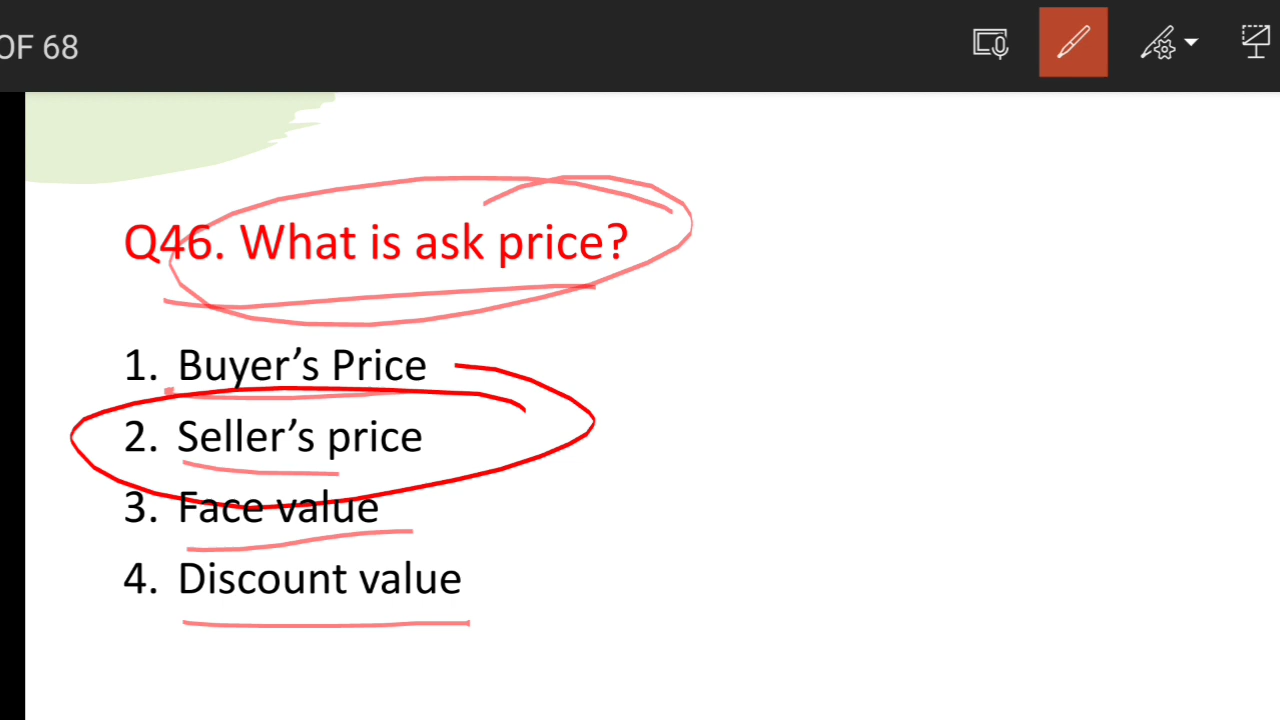 OF 68
Q46. What is ask price?
1. Buyer’s Price
2. Seller’s price
3. Face value
4. Discount value